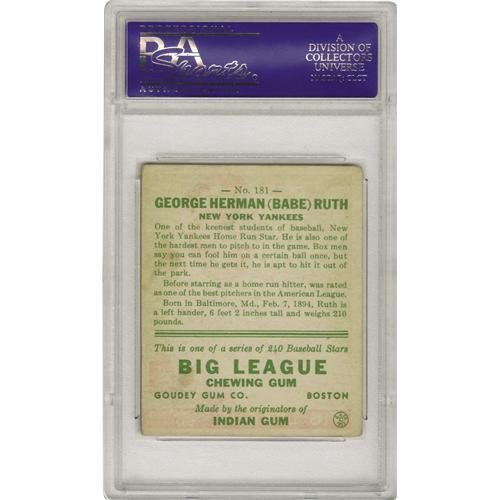 PROFESSIONAL
PSA
Sports
AUTHENTICATOR
A
DIVISION OF
COLLECTORS
UNIVERSE
NASDAQ: CLCT
— No. 181 —
GEORGE HERMAN (BABE) RUTH
NEW YORK YANKEES
One of the keenest students of baseball, New
York Yankees Home Run Star. He is also one of
the hardest men to pitch to in the game. Box men
say you can fool him on a certain ball once, but
the next time he gets it, he is apt to hit it out of
the park.
Before starring as a home run hitter, was rated
as one of the best pitchers in the American League.
Born in Baltimore, Md., Feb. 7, 1894, Ruth is
a left hander, 6 feet 2 inches tall and weighs 210
pounds.
This is one of a series of 240 Baseball Stars
BIG LEAGUE
CHEWING GUM
GOUDEY GUM CO. BOSTON
Made by the originators of
INDIAN GUM